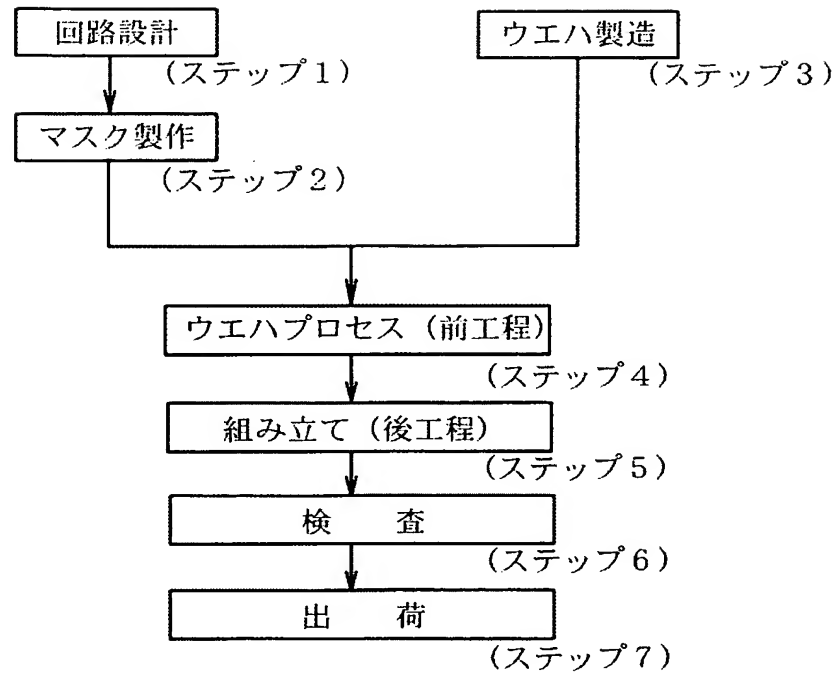 回路設計
(ステップ1)
ウエハ製造
(ステップ3)
マスク製作
(ステップ2)
ウエハプロセス (前工程)
(ステップ4)
組み立て (後工程)
(ステップ5)
検 査
(ステップ6)
出 荷
(ステップ7)